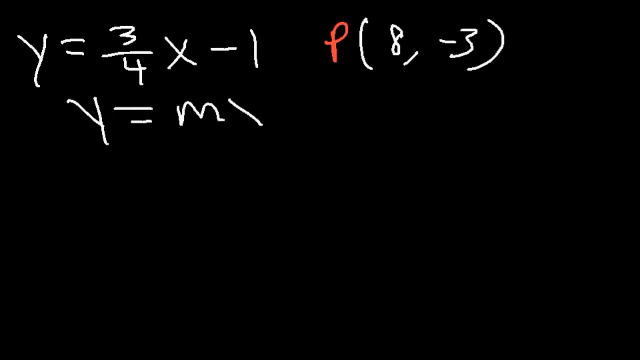 y = 3/4 x - 1 P(8, -3)
y = m